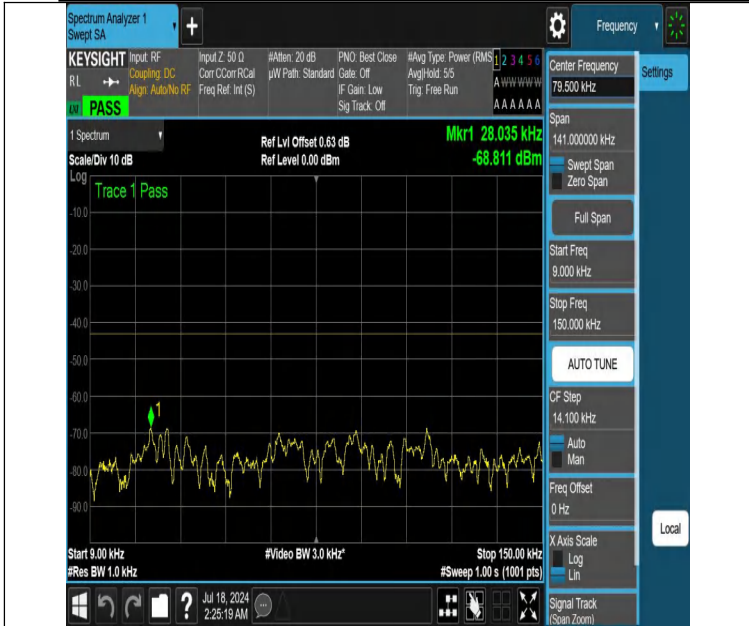 Spectrum Analyzer 1
Swept SA
+
Frequency
KEYSIGHT
RL
PASS
Input: RF
Coupling: DC
Align: Auto/No RF
Input Z: 50 Ω
Corr CCorr RCal
Freq Ref: Int (S)
#Atten: 20 dB
µW Path: Standard
PNO: Best Close
Gate: Off
IF Gain: Low
Sig Track: Off
#Avg Type: Power (RMS
Avg|Hold: 5/5
Trig: Free Run
1 2 3 4 5 6
A W W W W W
A A A A A A
1 Spectrum
Scale/Div 10 dB
Ref Lvl Offset 0.63 dB
Ref Level 0.00 dBm
Mkr1 28.035 kHz
-68.811 dBm
Log
Trace 1 Pass
-10.0
-20.0
-30.0
-40.0
-50.0
-60.0
-70.0
-80.0
-90.0
1
Start 9.00 kHz
#Res BW 1.0 kHz
#Video BW 3.0 kHz*
Stop 150.00 kHz
#Sweep 1.00 s (1001 pts)
?
Jul 18, 2024
2:25:19 AM
Center Frequency
79.500 kHz
Span
141.000000 kHz
Swept Span
Zero Span
Full Span
Start Freq
9.000 kHz
Stop Freq
150.000 kHz
AUTO TUNE
CF Step
14.100 kHz
Auto
Man
Freq Offset
0 Hz
X Axis Scale
Log
Lin
Signal Track
(Span Zoom)
Settings
Local